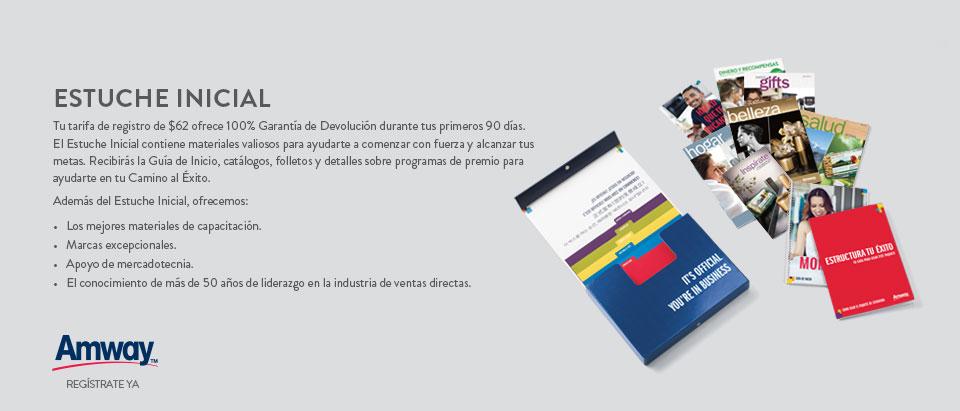 ESTUCHE INICIAL
Tu tarifa de registro de $62 ofrece 100% Garantía de Devolución durante tus primeros 90 días.
El Estuche Inicial contiene materiales valiosos para ayudarte a comenzar con fuerza y alcanzar tus
metas. Recibirás la Guía de Inicio, catálogos, folletos y detalles sobre programas de premio para
ayudarte en tu Camino al Éxito.
Además del Estuche Inicial, ofrecemos:
• Los mejores materiales de capacitación.
• Marcas excepcionales.
• Apoyo de mercadotecnia.
• El conocimiento de más de 50 años de liderazgo en la industria de ventas directas.
Amway™
REGÍSTRATE YA
DINERO Y RECOMPENSAS
gifts
belleza
salud
hogar
Inspírate
IT'S OFFICIAL
YOU'RE IN BUSINESS
ESTRUCTURA TU ÉXITO
Amway